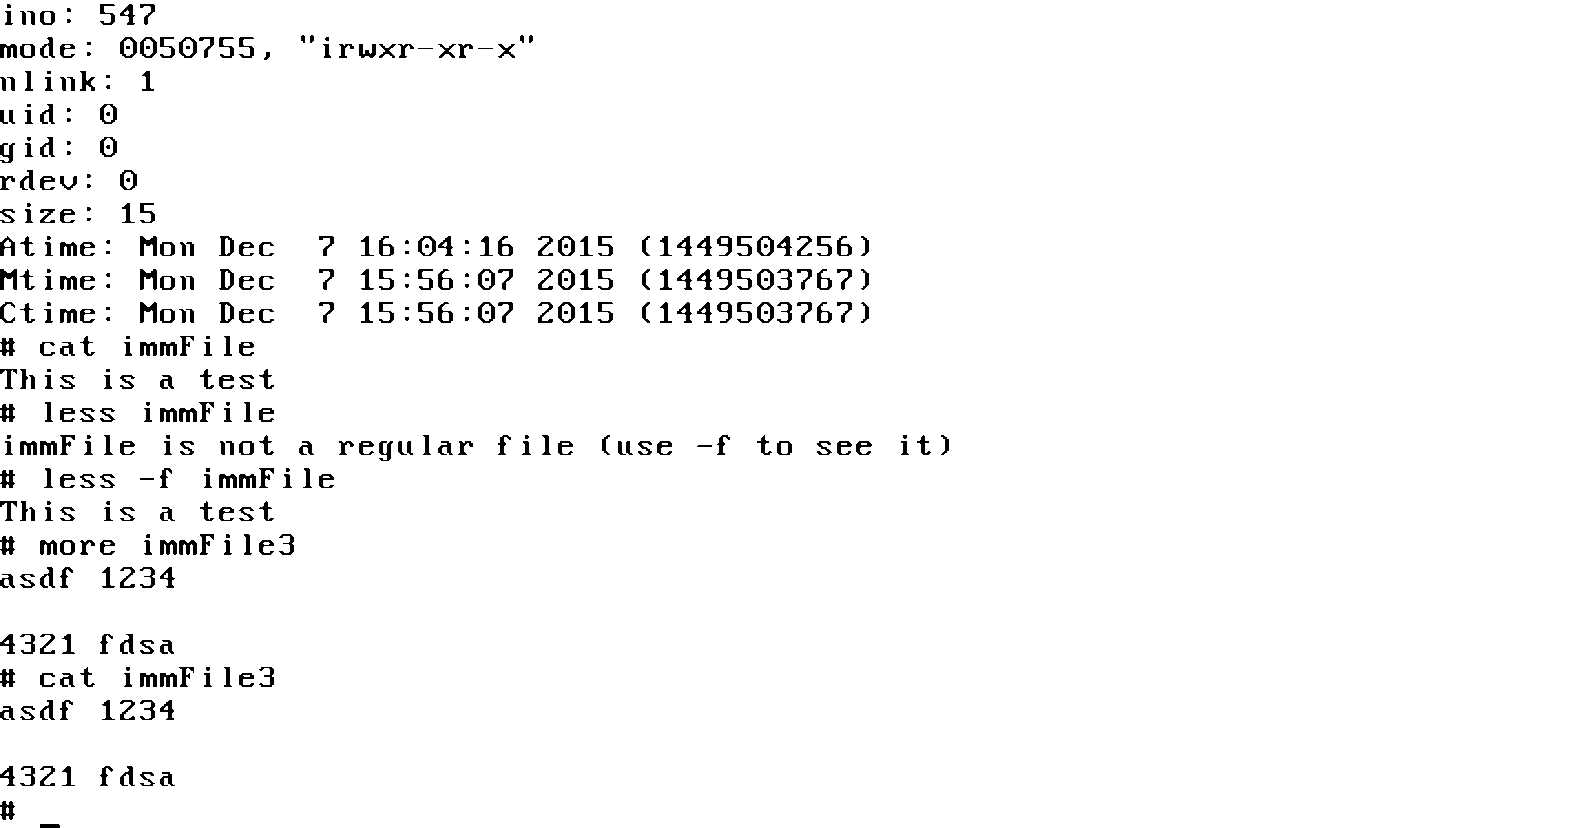 ino: 547
mode: 0050755, "irwxr-xr-x"
nlink: 1
uid: 0
gid: 0
rdev: 0
size: 15
Atime: Mon Dec  7 16:04:16 2015 (1449504256)
Mtime: Mon Dec  7 15:56:07 2015 (1449503767)
Ctime: Mon Dec  7 15:56:07 2015 (1449503767)
# cat immFile
This is a test
# less immFile
immFile is not a regular file (use -f to see it)
# less -f immFile
This is a test
# more immFile3
asdf 1234

4321 fdsa
# cat immFile3
asdf 1234

4321 fdsa
# _